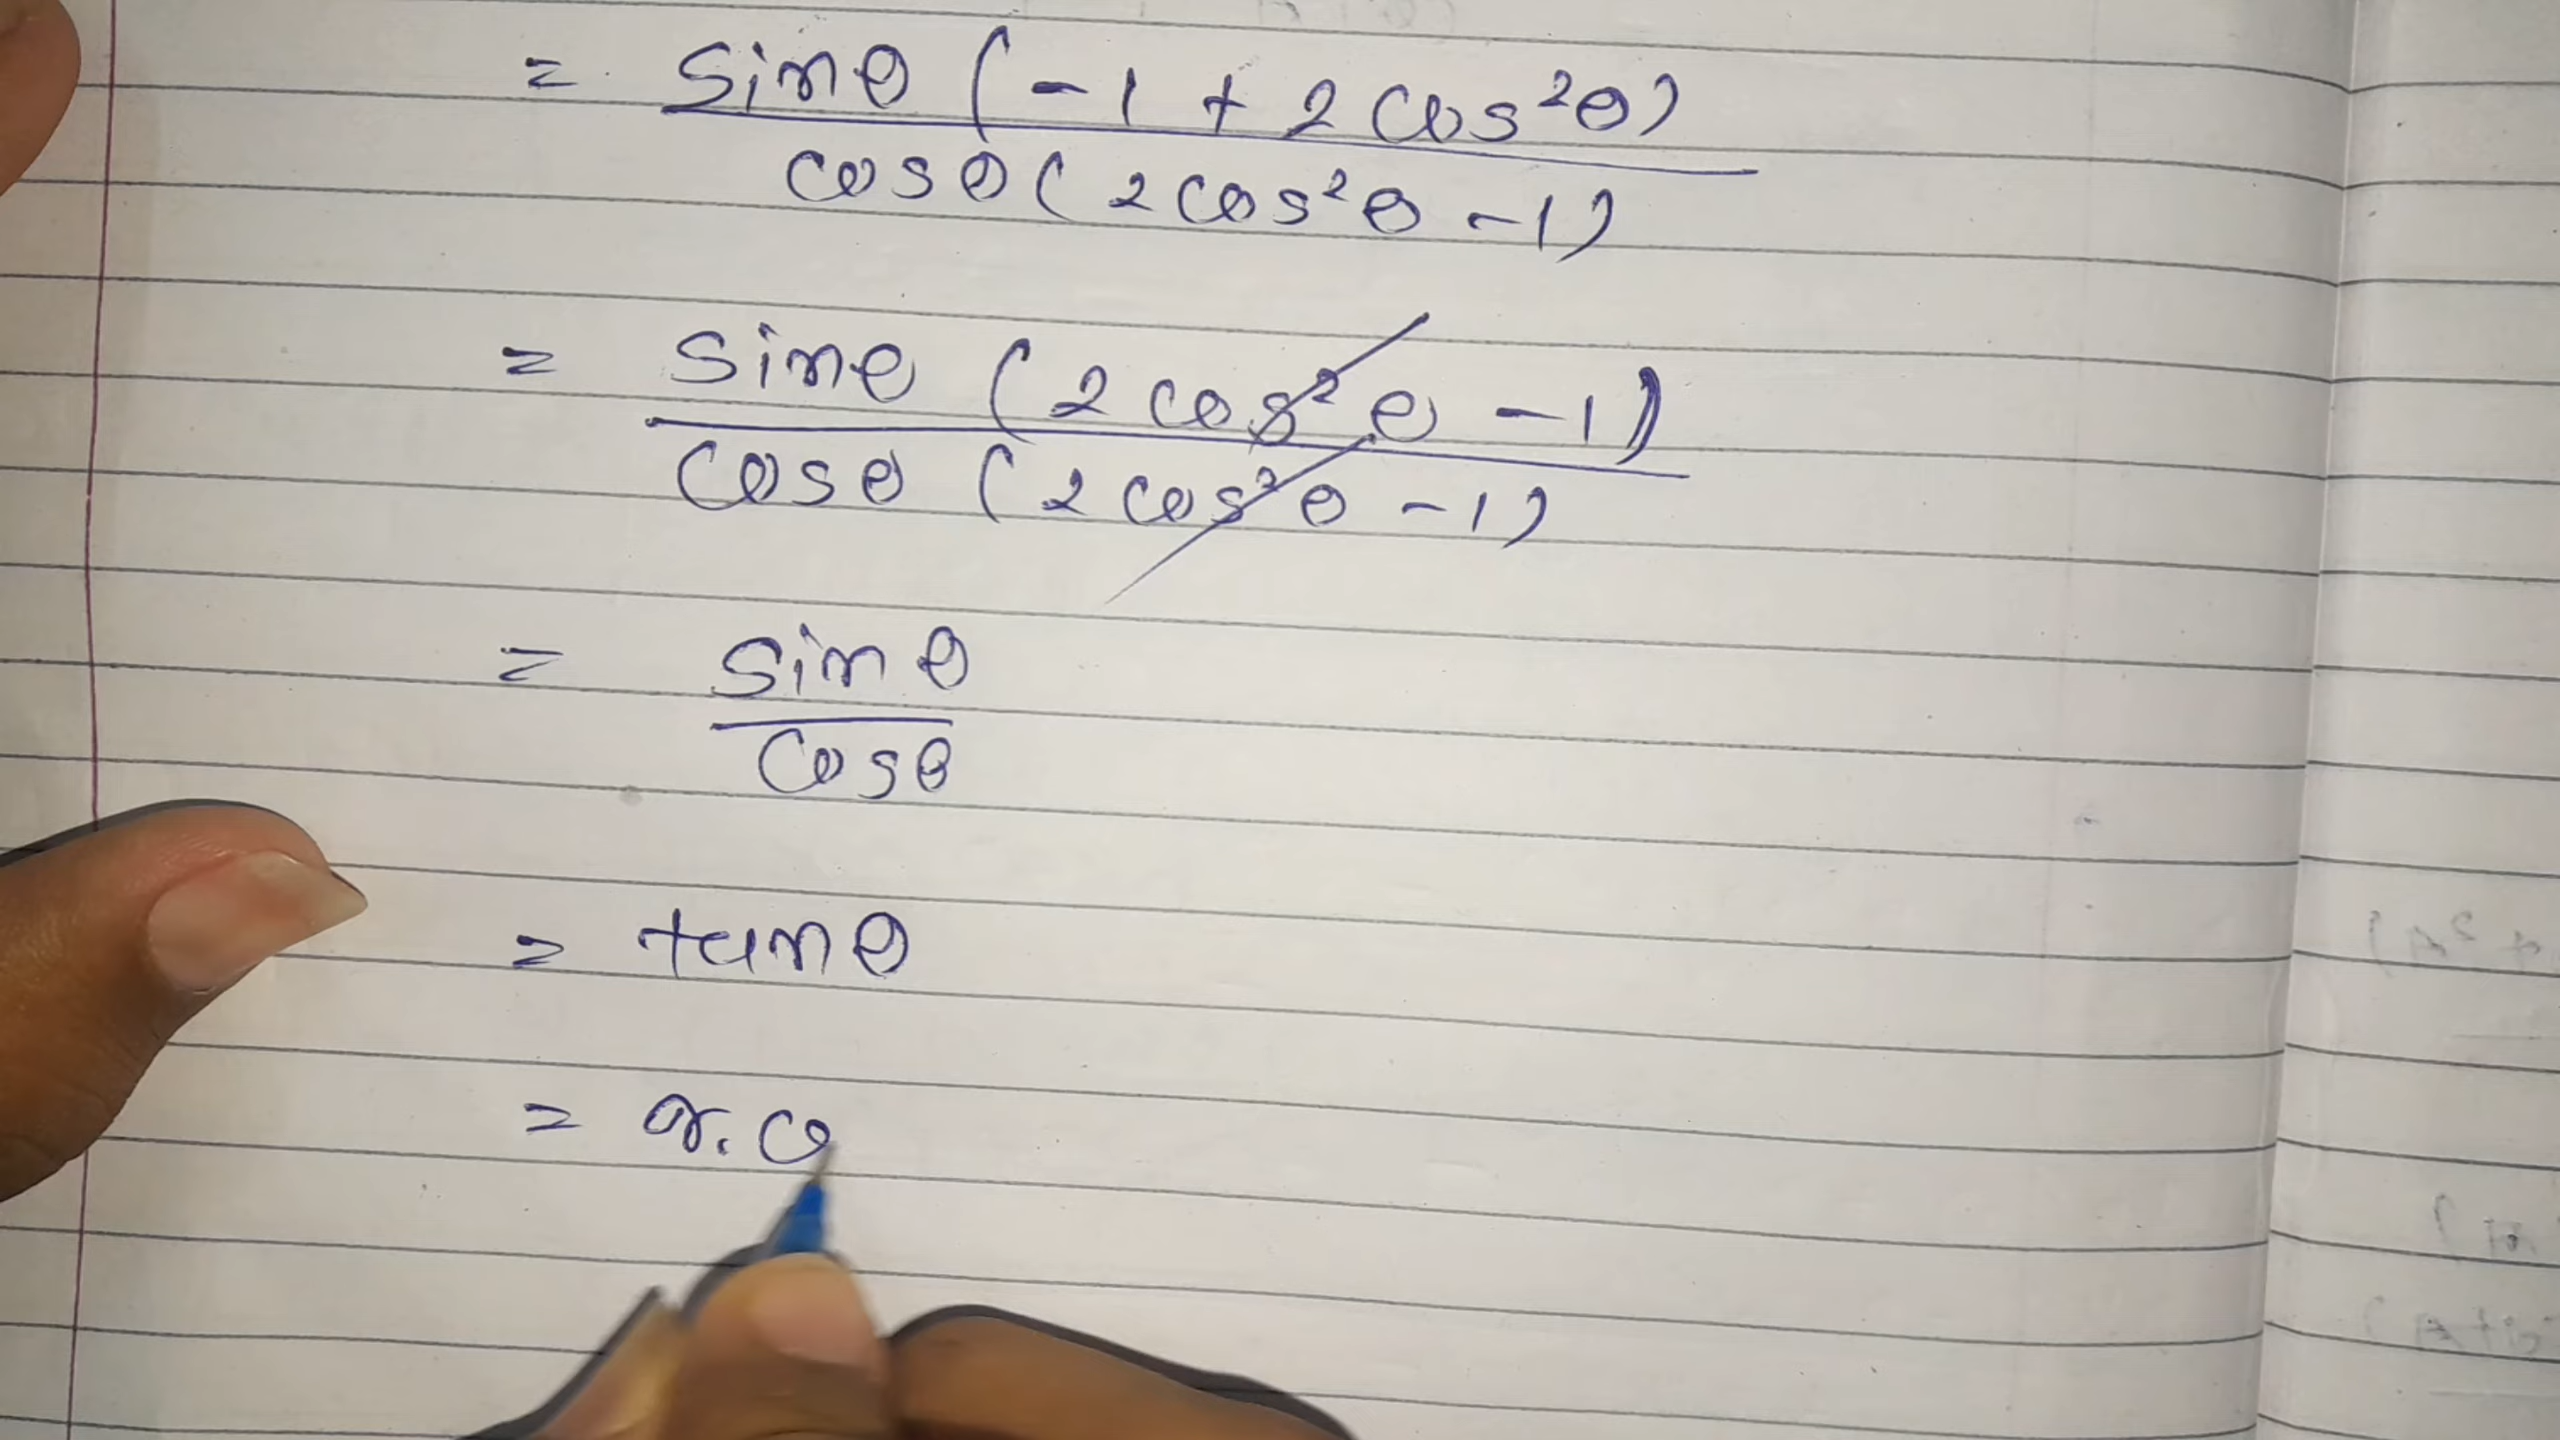 = sinθ (-1 + 2cos²θ)
cosθ(2cos²θ -1)
= sinθ (2cos²θ -1)
cosθ (2cos²θ -1)
= sinθ
cosθ
= tanθ
=